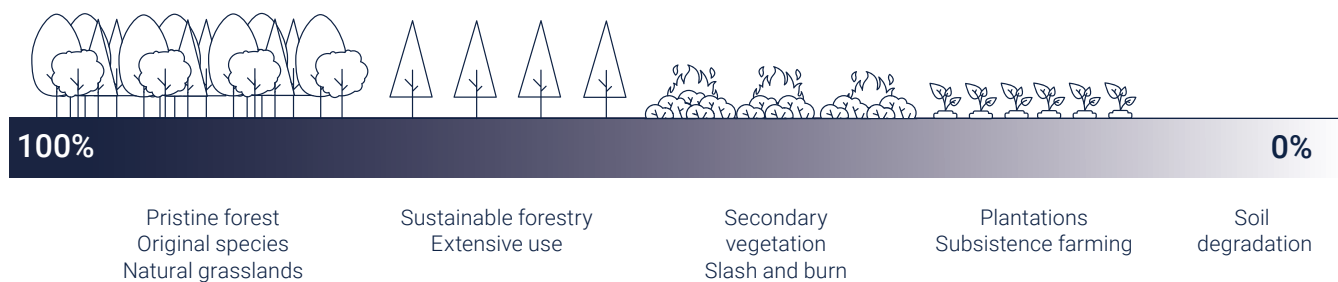 100%
0%
Pristine forest
Original species
Natural grasslands
Sustainable forestry
Extensive use
Secondary
vegetation
Slash and burn
Plantations
Subsistence farming
Soil
degradation